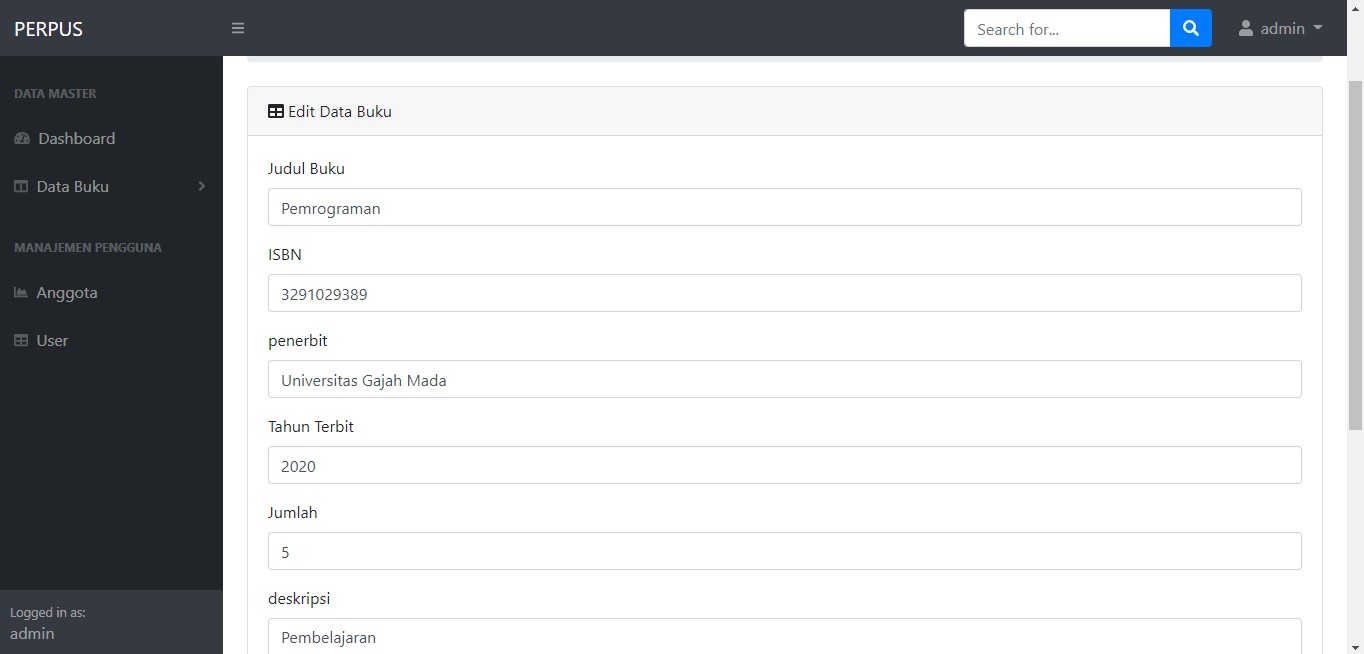 PERPUS
Search for...
admin
DATA MASTER
Dashboard
Data Buku
MANAJEMEN PENGGUNA
Anggota
User
Logged in as:
admin
Edit Data Buku
Judul Buku
Pemrograman
ISBN
3291029389
penerbit
Universitas Gajah Mada
Tahun Terbit
2020
Jumlah
5
deskripsi
Pembelajaran